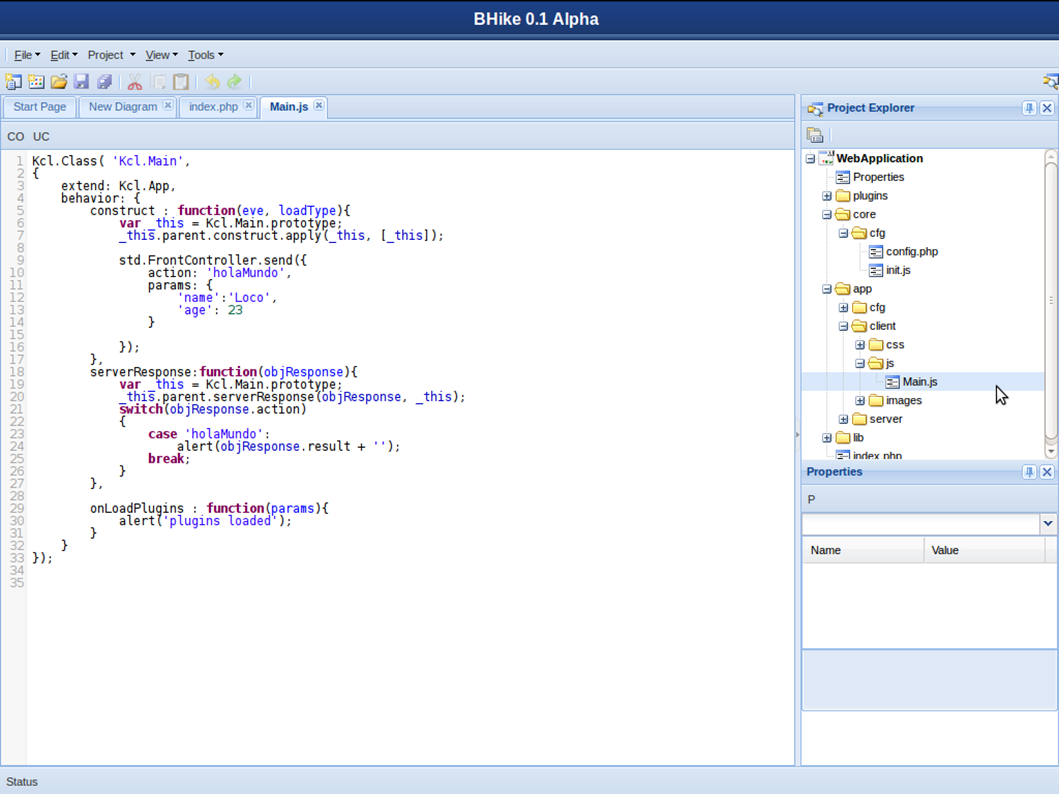 BHike 0.1 Alpha
File Edit Project View Tools
Start Page New Diagram index.php Main.js
CO UC
1 Kcl.Class( 'Kcl.Main',
2 {
3     extend: Kcl.App,
4     behavior: {
5         construct : function(eve, loadType){
6             var _this = Kcl.Main.prototype;
7             _this.parent.construct.apply(_this, [_this]);
8
9             std.FrontController.send({
10                 action: 'holaMundo',
11                 params: {
12                     'name':'Loco',
13                     'age': 23
14                 }
15
16             });
17         },
18         serverResponse:function(objResponse){
19             var _this = Kcl.Main.prototype;
20             _this.parent.serverResponse(objResponse, _this);
21             switch(objResponse.action)
22             {
23                 case 'holaMundo':
24                     alert(objResponse.result + '');
25                 break;
26             }
27         },
28
29         onLoadPlugins : function(params){
30             alert('plugins loaded');
31         }
32     }
33 });
34
35
Project Explorer
WebApplication
Properties
plugins
core
cfg
config.php
init.js
app
cfg
client
css
js
Main.js
images
server
lib
index.php
Properties
P
Name Value
Status